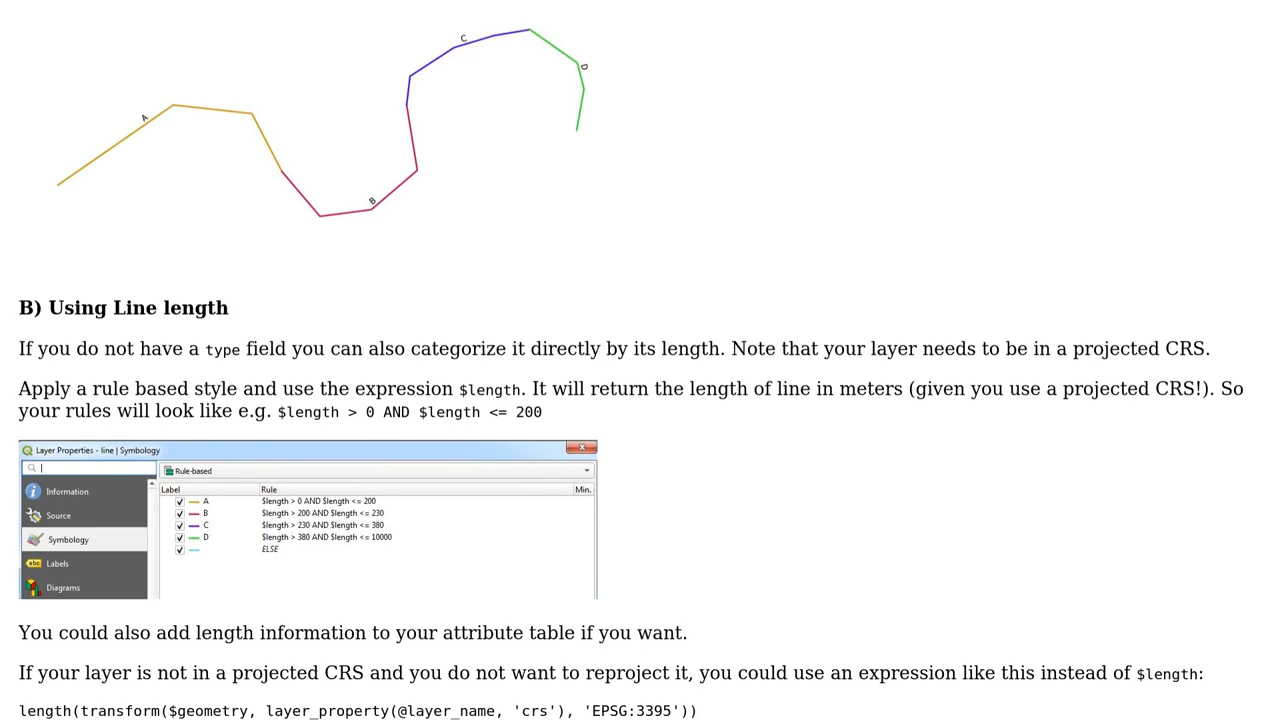 C
D
A
B
B) Using Line length
If you do not have a type field you can also categorize it directly by its length. Note that your layer needs to be in a projected CRS.
Apply a rule based style and use the expression $length. It will return the length of line in meters (given you use a projected CRS!). So
your rules will look like e.g. $length > 0 AND $length <= 200
Layer Properties - line | Symbology
Rule-based
Information
Source
Symbology
Labels
Diagrams
Label Rule Min.
A $length > 0 AND $length <= 200
B $length > 200 AND $length <= 230
C $length > 230 AND $length <= 380
D $length > 380 AND $length <= 10000
ELSE
abc
You could also add length information to your attribute table if you want.
If your layer is not in a projected CRS and you do not want to reproject it, you could use an expression like this instead of $length:
length(transform($geometry, layer_property(@layer_name, 'crs'), 'EPSG:3395'))